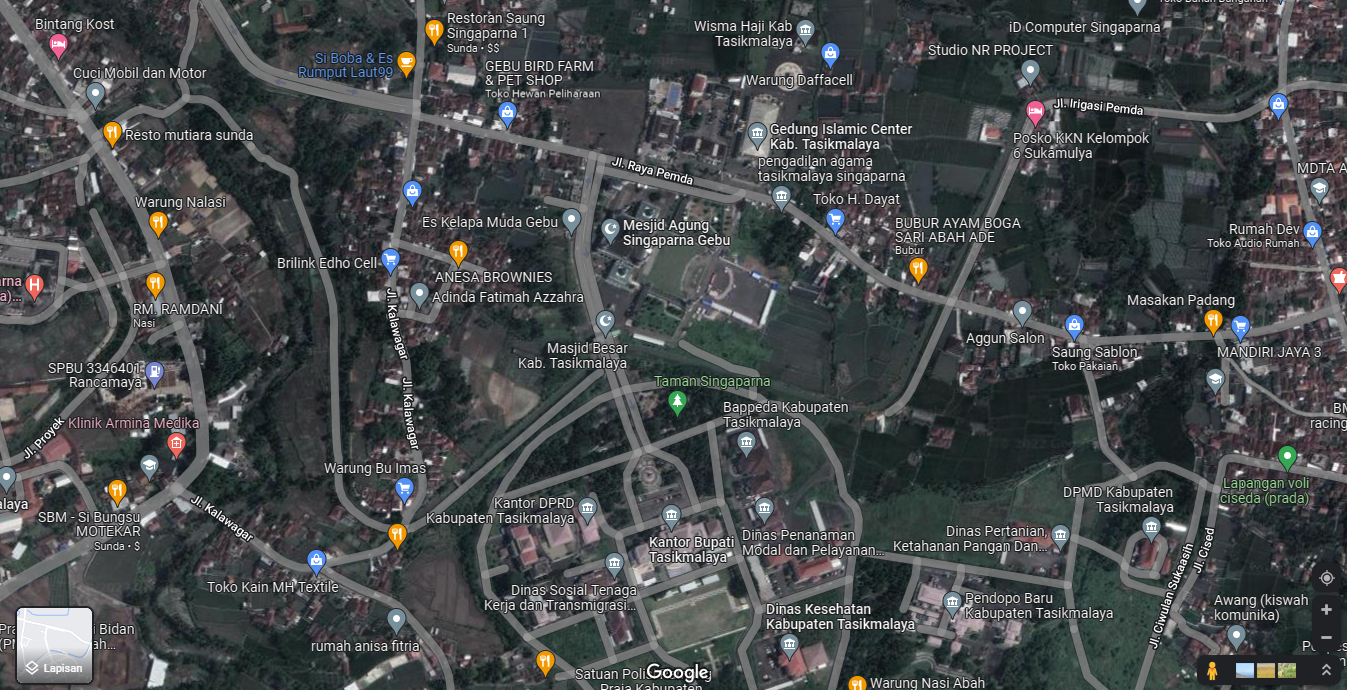 Bintang Kost
Restoran Saung
Singaparna 1
Sunda • $$
Wisma Haji Kab
Tasikmalaya
iD Computer Singaparna
Si Boba & Es
Rumput Laut99
GEBU BIRD FARM
& PET SHOP
Toko Hewan Peliharaan
Cuci Mobil dan Motor
Warung Daffacell
Studio NR PROJECT
Jl. Irigasi Pemda
Resto mutiara sunda
Gedung Islamic Center
Kab. Tasikmalaya
Posko KKN Kelompok
6 Sukamulya
Jl. Raya Pemda
pengadilan agama
tasikmalaya singaparna
MDTA A
Warung Nalasi
Toko H. Dayat
Es Kelapa Muda Gebu
Mesjid Agung
Singaparna Gebu
BUBUR AYAM BOGA
SARI ABAH ADE
Bubur
Rumah Dev
Toko Audio Rumah
Brilink Edho Cell
ANESA BROWNIES
Adinda Fatimah Azzahra
RM. RAMDANI
Nasi
Jl. Kalawagar
Masakan Padang
Masjid Besar
Kab. Tasikmalaya
Aggun Salon
Saung Sablon
Toko Pakaian
MANDIRI JAYA 3
SPBU 3346401
Rancamaya
Taman Singaparna
Jl. Kalawagar
Bappeda Kabupaten
Tasikmalaya
Klinik Armina Medika
Jl. Proyek
racing
Warung Bu Imas
Lapangan voli
ciseda (prada)
Jl. Kalawagar
SBM - Si Bungsu
MOTEKAR
Sunda • $
Kantor DPRD
Kabupaten Tasikmalaya
DPMD Kabupaten
Tasikmalaya
Kantor Bupati
Tasikmalaya
Dinas Penanaman
Modal dan Pelayanan...
Dinas Pertanian,
Ketahanan Pangan Dan...
Jl. Cised
Jl. Ciwulan Sukaasih
Toko Kain MH Textile
Dinas Sosial Tenaga
Kerja dan Transmigrasi...
Dinas Kesehatan
Kabupaten Tasikmalaya
Pendopo Baru
Kabupaten Tasikmalaya
Awang (kiswah
komunika)
rumah anisa fitria
Lapisan
Google
Warung Nasi Abah